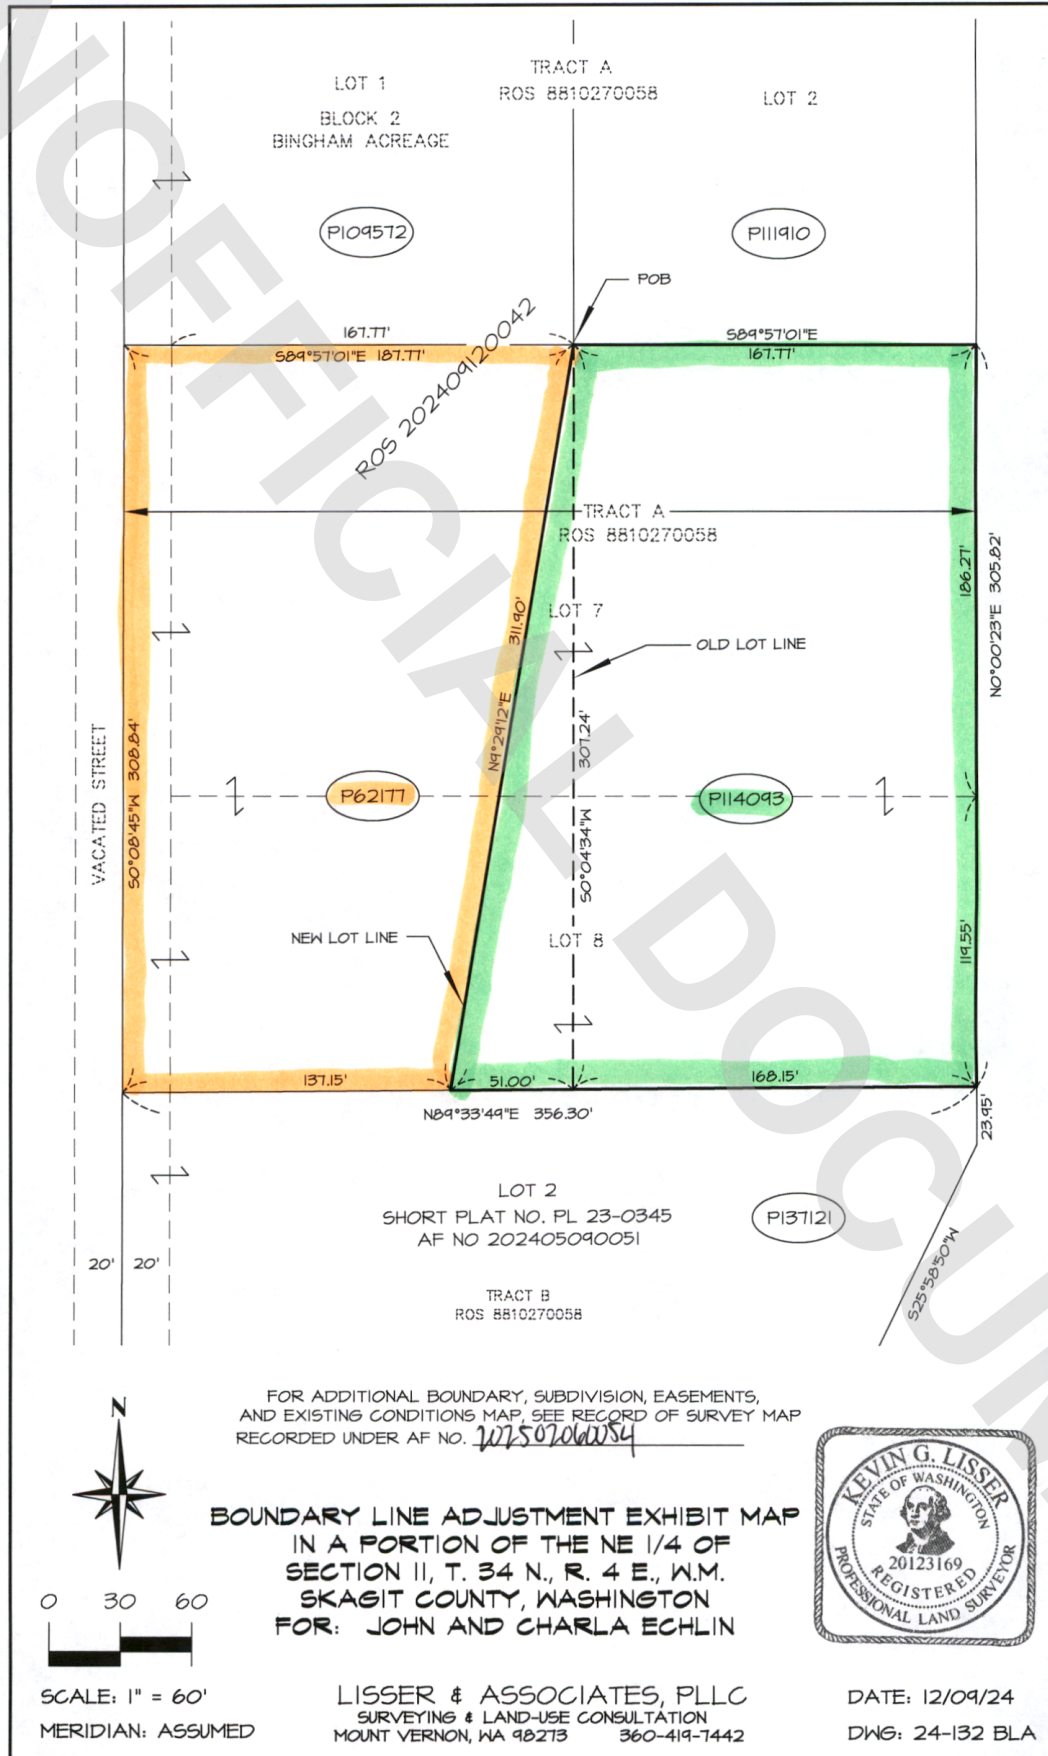 LOT 1
BLOCK 2
BINGHAM ACREAGE
TRACT A
ROS 8810270058
LOT 2
P109572
P111910
POB
167.77'
S89°57'01"E 187.77'
S89°57'01"E
167.77'
ROS 202409120042
TRACT A
ROS 8810270058
LOT 7
OLD LOT LINE
311.90'
N9°29'12"E
307.24'
S0°04'34"W
186.27'
N0°00'23"E 305.82'
119.55'
VACATED STREET
S0°08'45"W 308.84'
P62177
P114093
NEW LOT LINE
LOT 8
137.15'
51.00'
168.15'
N89°33'49"E 356.30'
23.95'
LOT 2
SHORT PLAT NO. PL 23-0345
AF NO 202405090051
P137121
S25°58'50"W
20' 20'
TRACT B
ROS 8810270058
UNOFFICIAL DOCUM
N
FOR ADDITIONAL BOUNDARY, SUBDIVISION, EASEMENTS,
AND EXISTING CONDITIONS MAP, SEE RECORD OF SURVEY MAP
RECORDED UNDER AF NO. 202502060054
BOUNDARY LINE ADJUSTMENT EXHIBIT MAP
IN A PORTION OF THE NE 1/4 OF
SECTION 11, T. 34 N., R. 4 E., W.M.
SKAGIT COUNTY, WASHINGTON
FOR: JOHN AND CHARLA ECHLIN
KEVIN G. LISSER
STATE OF WASHINGTON
20123169
REGISTERED
PROFESSIONAL LAND SURVEYOR
0 30 60
SCALE: 1" = 60'
MERIDIAN: ASSUMED
LISSER & ASSOCIATES, PLLC
SURVEYING & LAND-USE CONSULTATION
MOUNT VERNON, WA 98273 360-419-7442
DATE: 12/09/24
DWG: 24-132 BLA